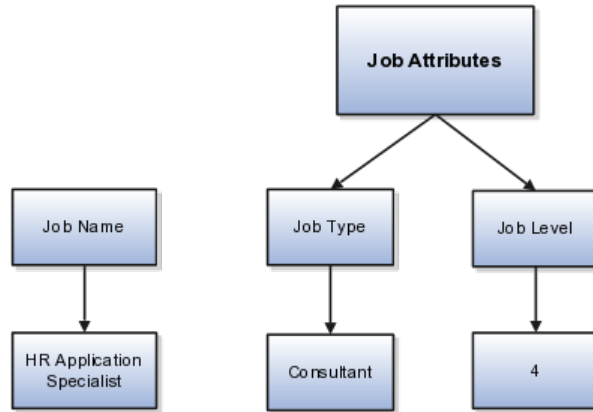 Job Attributes
Job Name
Job Type
Job Level
HR Application
Specialist
Consultant
4